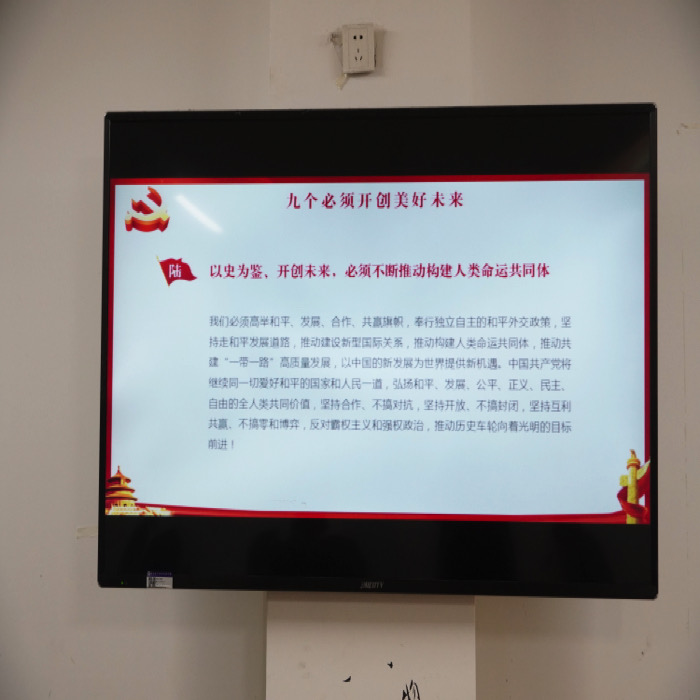 九个必须开创美好未来
陆
以史为鉴、开创未来，必须不断推动构建人类命运共同体
我们必须高举和平、发展、合作、共赢旗帜，奉行独立自主的和平外交政策，坚
持走和平发展道路，推动建设新型国际关系，推动构建人类命运共同体，推动共
建“一带一路”高质量发展，以中国的新发展为世界提供新机遇。中国共产党将
继续同一切爱好和平的国家和人民一道，弘扬和平、发展、公平、正义、民主、
自由的全人类共同价值，坚持合作、不搞对抗，坚持开放、不搞封闭，坚持互利
共赢、不搞零和博弈，反对霸权主义和强权政治，推动历史车轮向着光明的目标
前进！